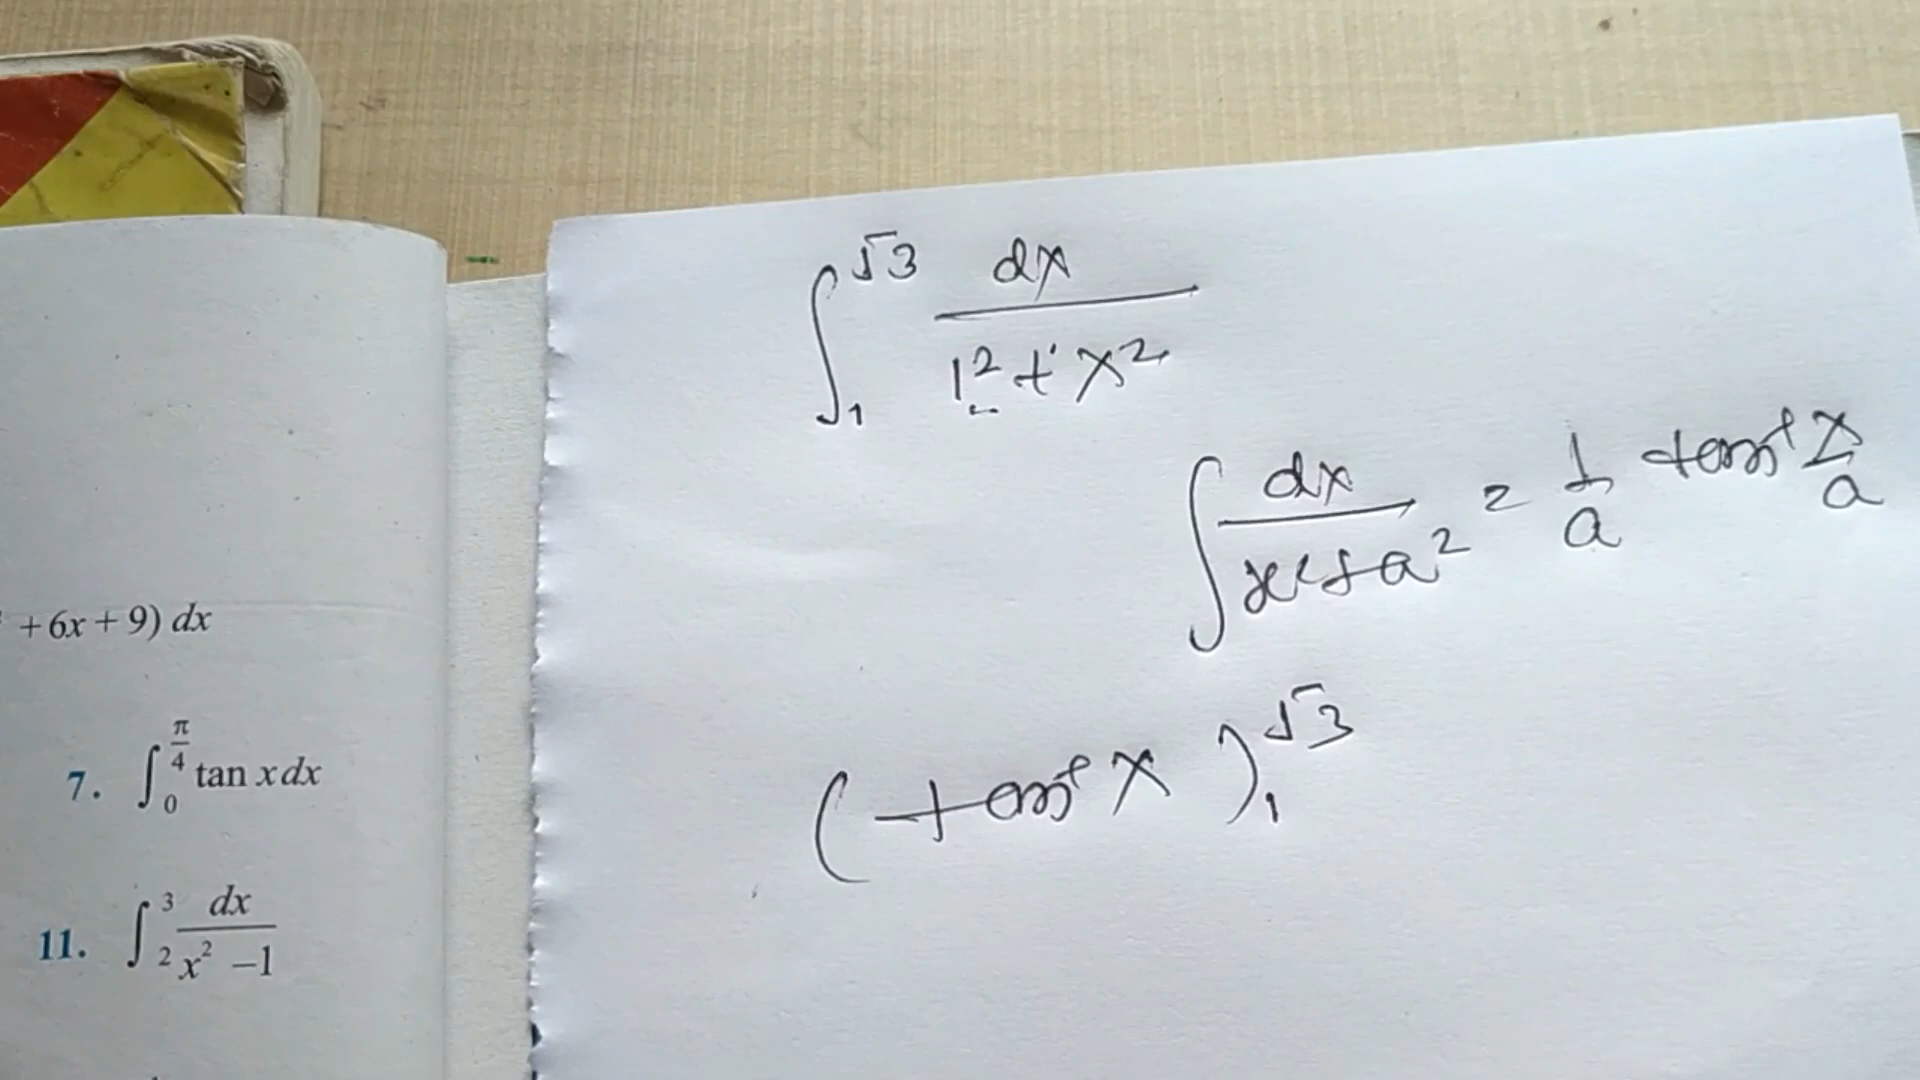 +6x+9) dx
7. ∫₀^(π/4) tan x dx
11. ∫₂³ dx/(x² −1)
∫₁^√3 dx/(1²+x²)
∫ dx/(x²+a²) = 1/a tan⁻¹ x/a
(tan⁻¹ x)₁^√3